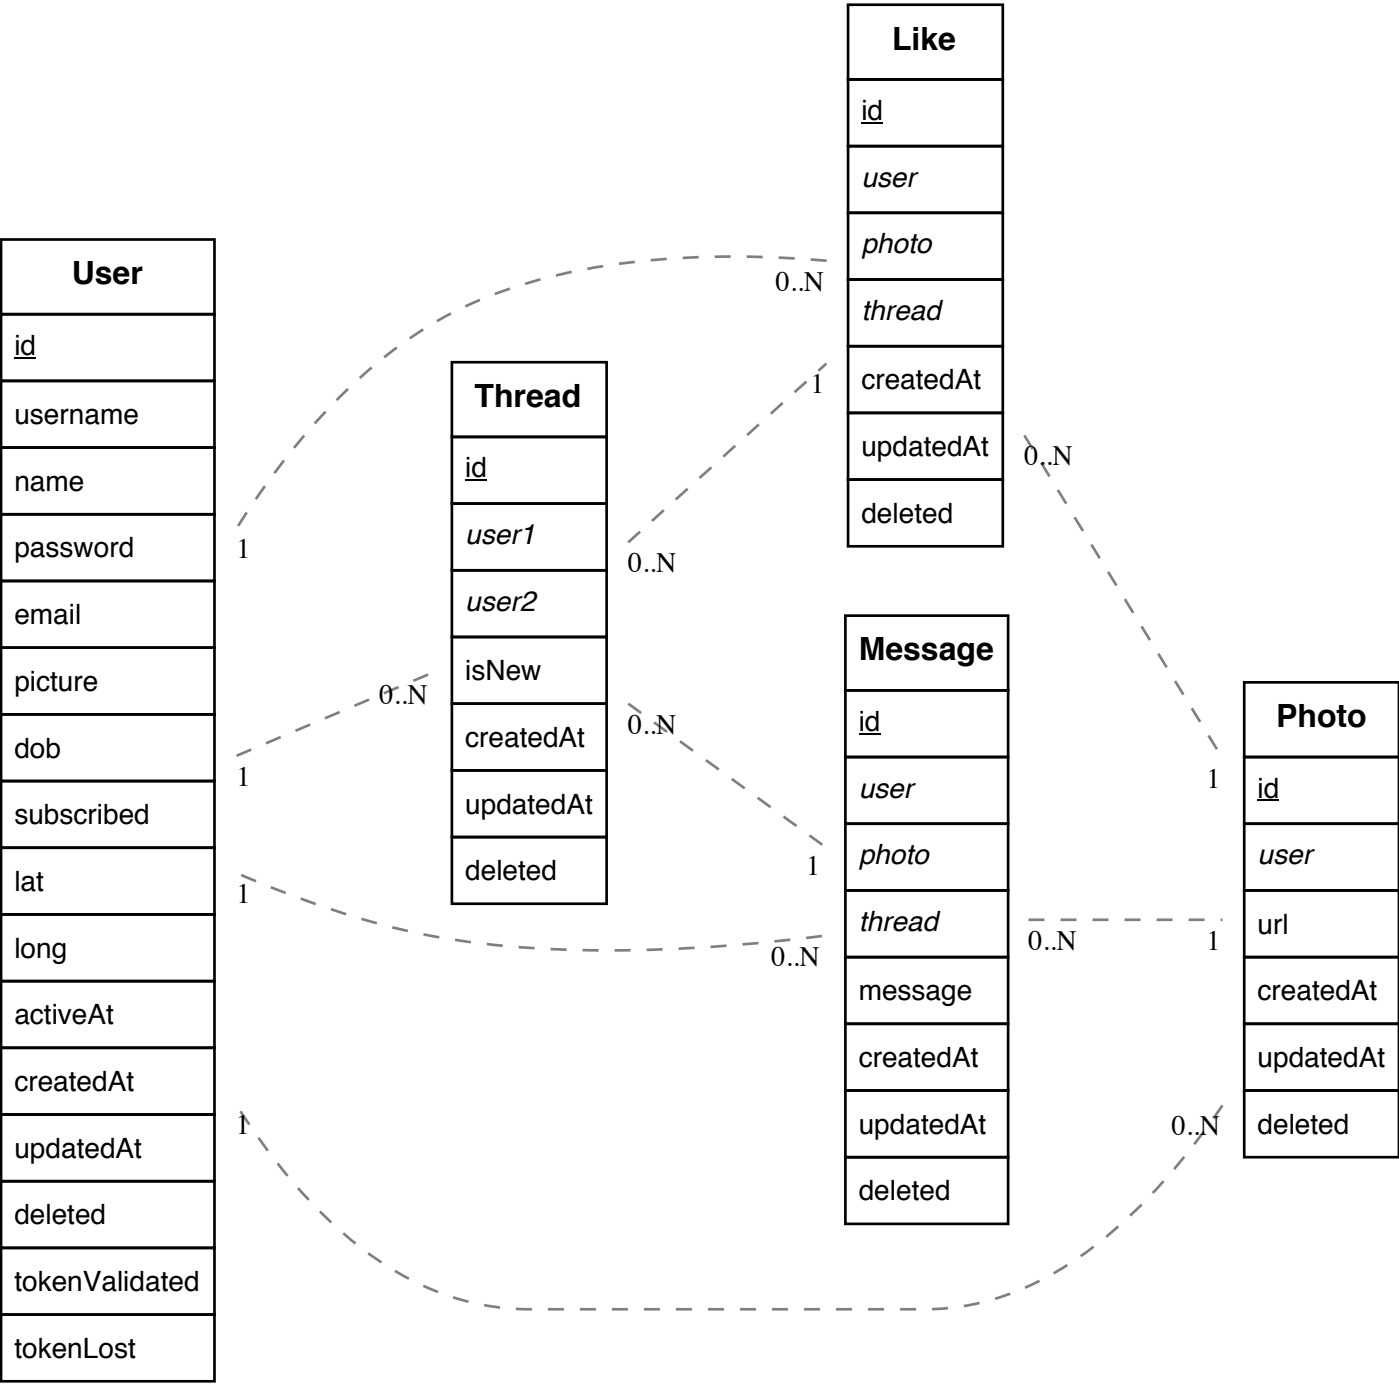 User
id
username
name
password
email
picture
dob
subscribed
lat
long
activeAt
createdAt
updatedAt
deleted
tokenValidated
tokenLost
Thread
id
user1
user2
isNew
createdAt
updatedAt
deleted
Like
id
user
photo
thread
createdAt
updatedAt
deleted
Message
id
user
photo
thread
message
createdAt
updatedAt
deleted
Photo
id
user
url
createdAt
updatedAt
deleted
1
0..N
1
0..N
1
0..N
1
0..N
0..N
1
0..N
1
0..N
1
0..N
1